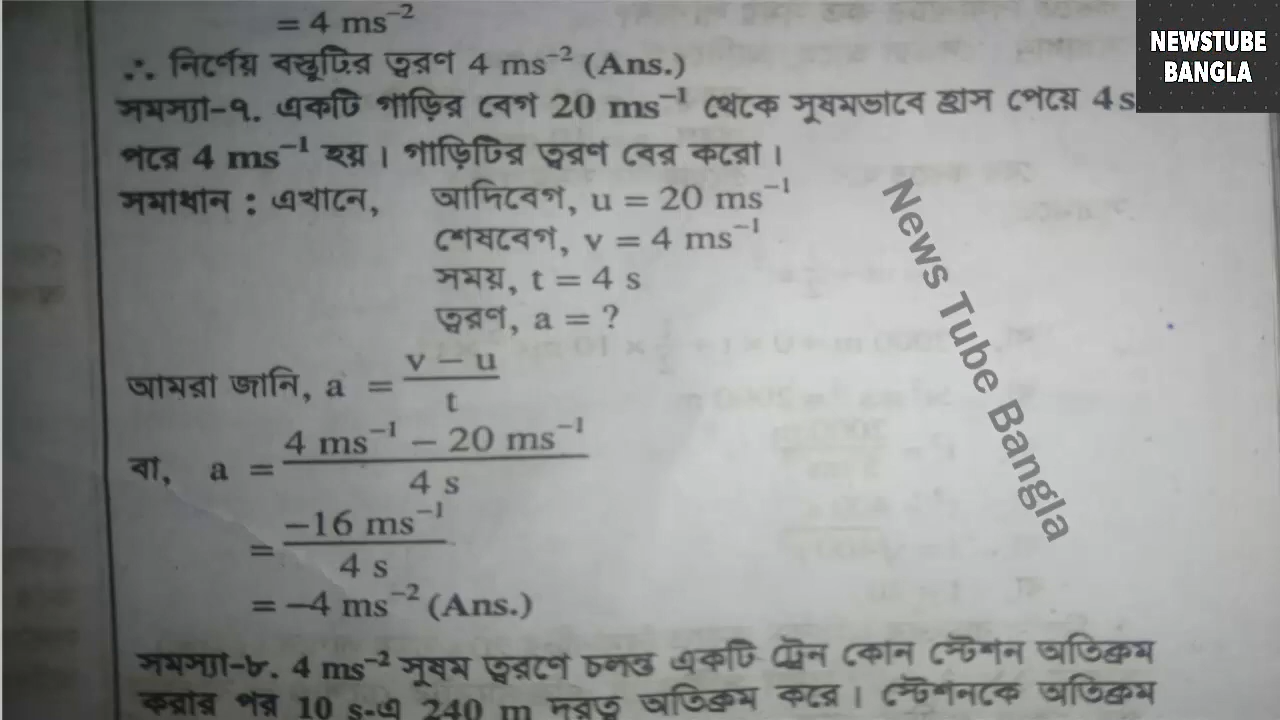 = 4 ms⁻²
∴ নির্ণেয় বস্তুটির ত্বরণ 4 ms⁻² (Ans.)
NEWSTUBE
BANGLA
সমস্যা-৭. একটি গাড়ির বেগ 20 ms⁻¹ থেকে সুষমভাবে হ্রাস পেয়ে 4 s
পরে 4 ms⁻¹ হয়। গাড়িটির ত্বরণ বের করো।
সমাধান : এখানে, আদিবেগ, u = 20 ms⁻¹
শেষবেগ, v = 4 ms⁻¹
সময়, t = 4 s
ত্বরণ, a = ?
আমরা জানি, a = (v – u) / t
বা, a = (4 ms⁻¹ – 20 ms⁻¹) / 4 s
= –16 ms⁻¹ / 4 s
= –4 ms⁻² (Ans.)
সমস্যা-৮. 4 ms⁻² সুষম ত্বরণে চলন্ত একটি ট্রেন কোন স্টেশন অতিক্রম
করার পর 10 s-এ 240 m দূরত্ব অতিক্রম করে। স্টেশনকে অতিক্রম
News Tube Bangla